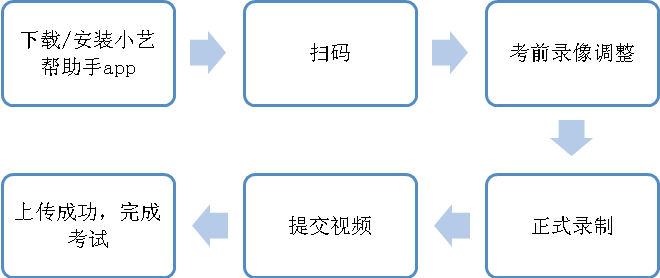 下载/安装小艺
帮助手app
扫码
考前录像调整
正式录制
提交视频
上传成功，完成
考试